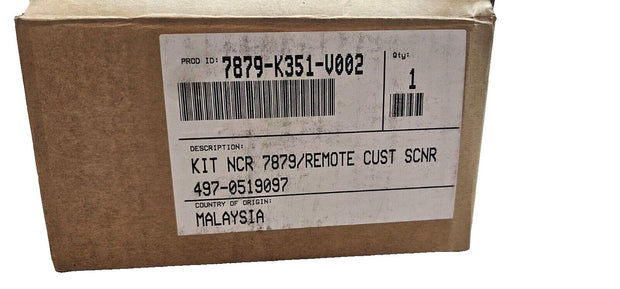 PROD ID: 7879-K351-V002
Qty:
1
DESCRIPTION:
KIT NCR 7879/REMOTE CUST SCNR
497-0519097
COUNTRY OF ORIGIN:
MALAYSIA